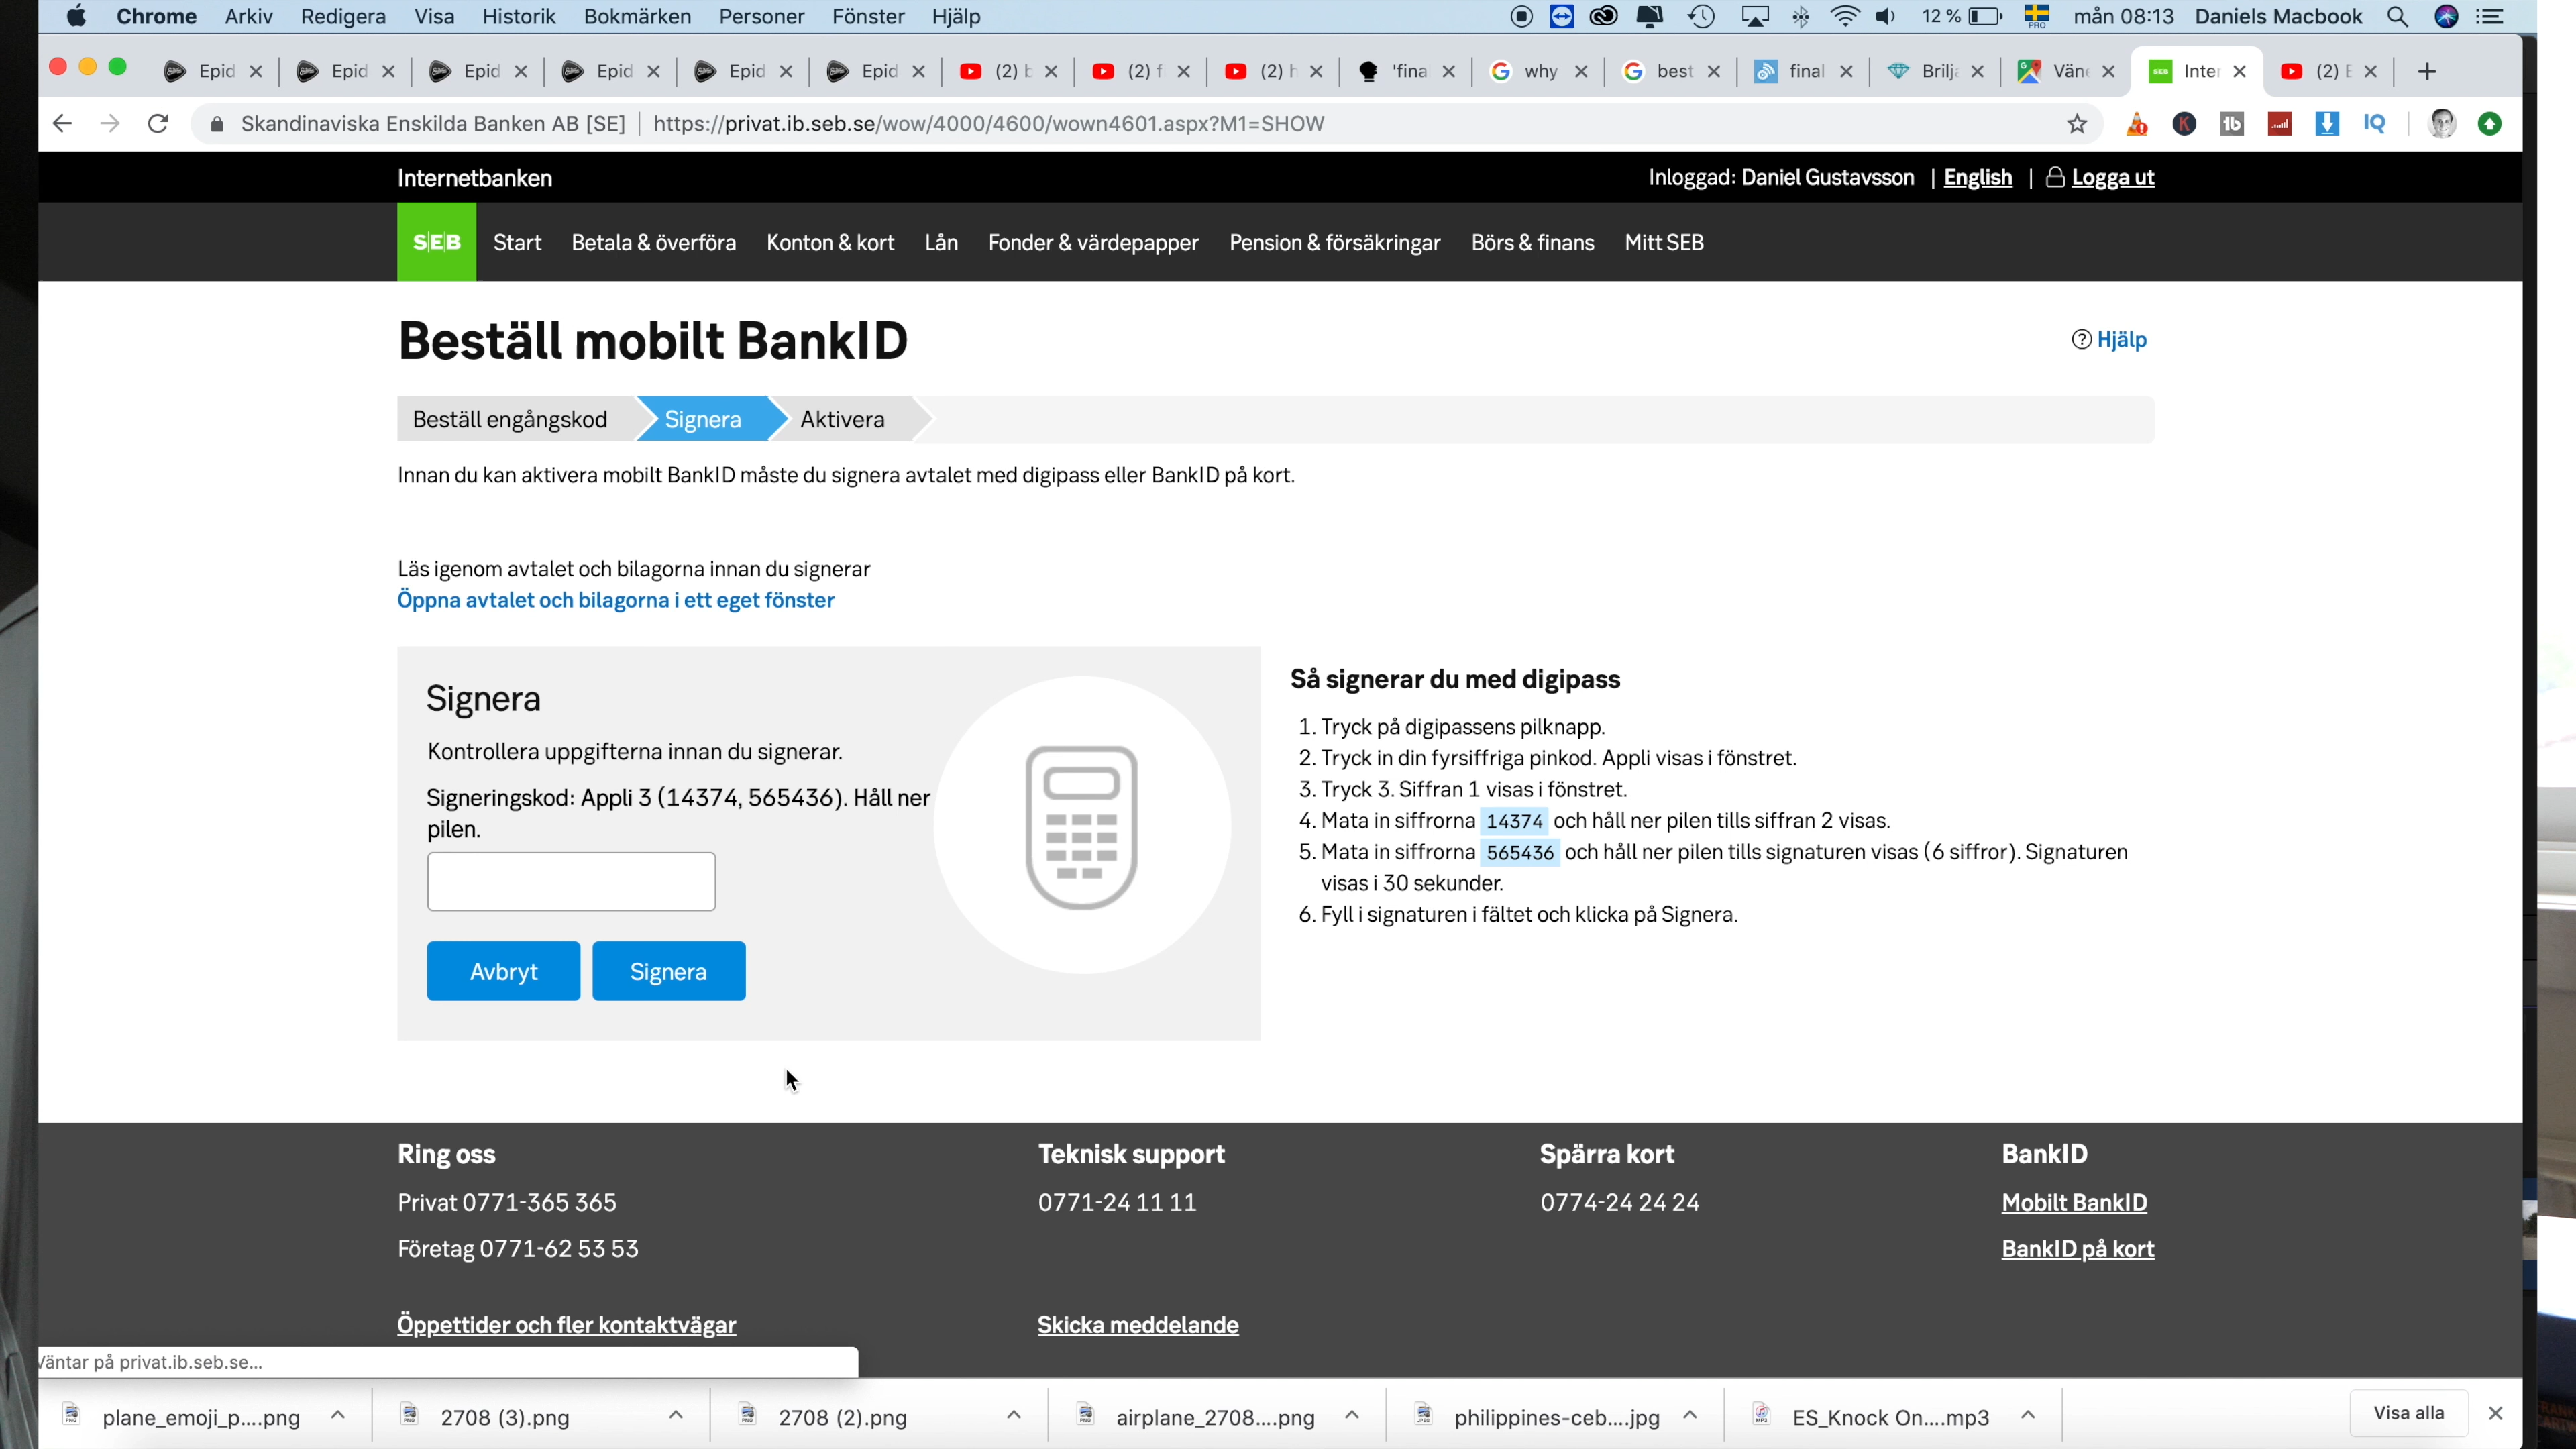 Chrome Arkiv Redigera Visa Historik Bokmärken Personer Fönster Hjälp 12 % PRO mån 08:13 Daniels Macbook
Epid Epid Epid Epid Epid Epid (2) (2) f (2) h 'fina why best final Brilja Väne Inter (2) E
Skandinaviska Enskilda Banken AB [SE] https://privat.ib.seb.se/wow/4000/4600/wown4601.aspx?M1=SHOW
Internetbanken Inloggad: Daniel Gustavsson | English | Logga ut
SEB Start Betala & överföra Konton & kort Lån Fonder & värdepapper Pension & försäkringar Börs & finans Mitt SEB
Beställ mobilt BankID
? Hjälp
Beställ engångskod Signera Aktivera
Innan du kan aktivera mobilt BankID måste du signera avtalet med digipass eller BankID på kort.
Läs igenom avtalet och bilagorna innan du signerar
Öppna avtalet och bilagorna i ett eget fönster
Signera
Kontrollera uppgifterna innan du signerar.
Signeringskod: Appli 3 (14374, 565436). Håll ner
pilen.
Avbryt Signera
Så signerar du med digipass
1. Tryck på digipassens pilknapp.
2. Tryck in din fyrsiffriga pinkod. Appli visas i fönstret.
3. Tryck 3. Siffran 1 visas i fönstret.
4. Mata in siffrorna 14374 och håll ner pilen tills siffran 2 visas.
5. Mata in siffrorna 565436 och håll ner pilen tills signaturen visas (6 siffror). Signaturen
visas i 30 sekunder.
6. Fyll i signaturen i fältet och klicka på Signera.
Ring oss Teknisk support Spärra kort BankID
Privat 0771-365 365 0771-24 11 11 0774-24 24 24 Mobilt BankID
Företag 0771-62 53 53 BankID på kort
Öppettider och fler kontaktvägar Skicka meddelande
Väntar på privat.ib.seb.se...
plane_emoji_p....png 2708 (3).png 2708 (2).png airplane_2708....png philippines-ceb....jpg ES_Knock On....mp3 Visa alla